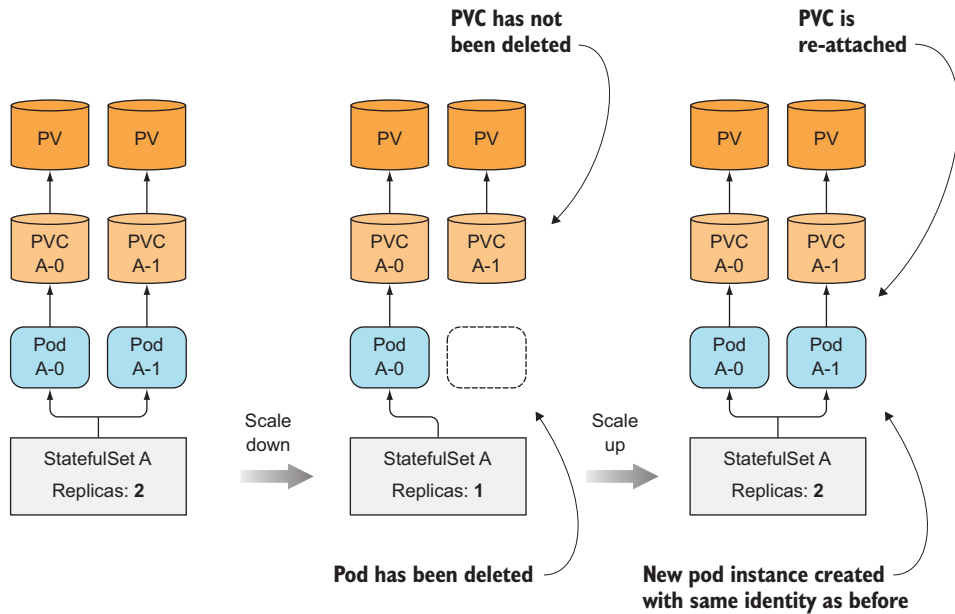 PVC has not
been deleted
PVC is
re-attached
PV
PV
PV
PV
PV
PV
PVC
A-0
PVC
A-1
PVC
A-0
PVC
A-1
PVC
A-0
PVC
A-1
Pod
A-0
Pod
A-1
Pod
A-0
Pod
A-0
Pod
A-1
Scale
down
Scale
up
StatefulSet A
Replicas: 2
StatefulSet A
Replicas: 1
StatefulSet A
Replicas: 2
Pod has been deleted
New pod instance created
with same identity as before